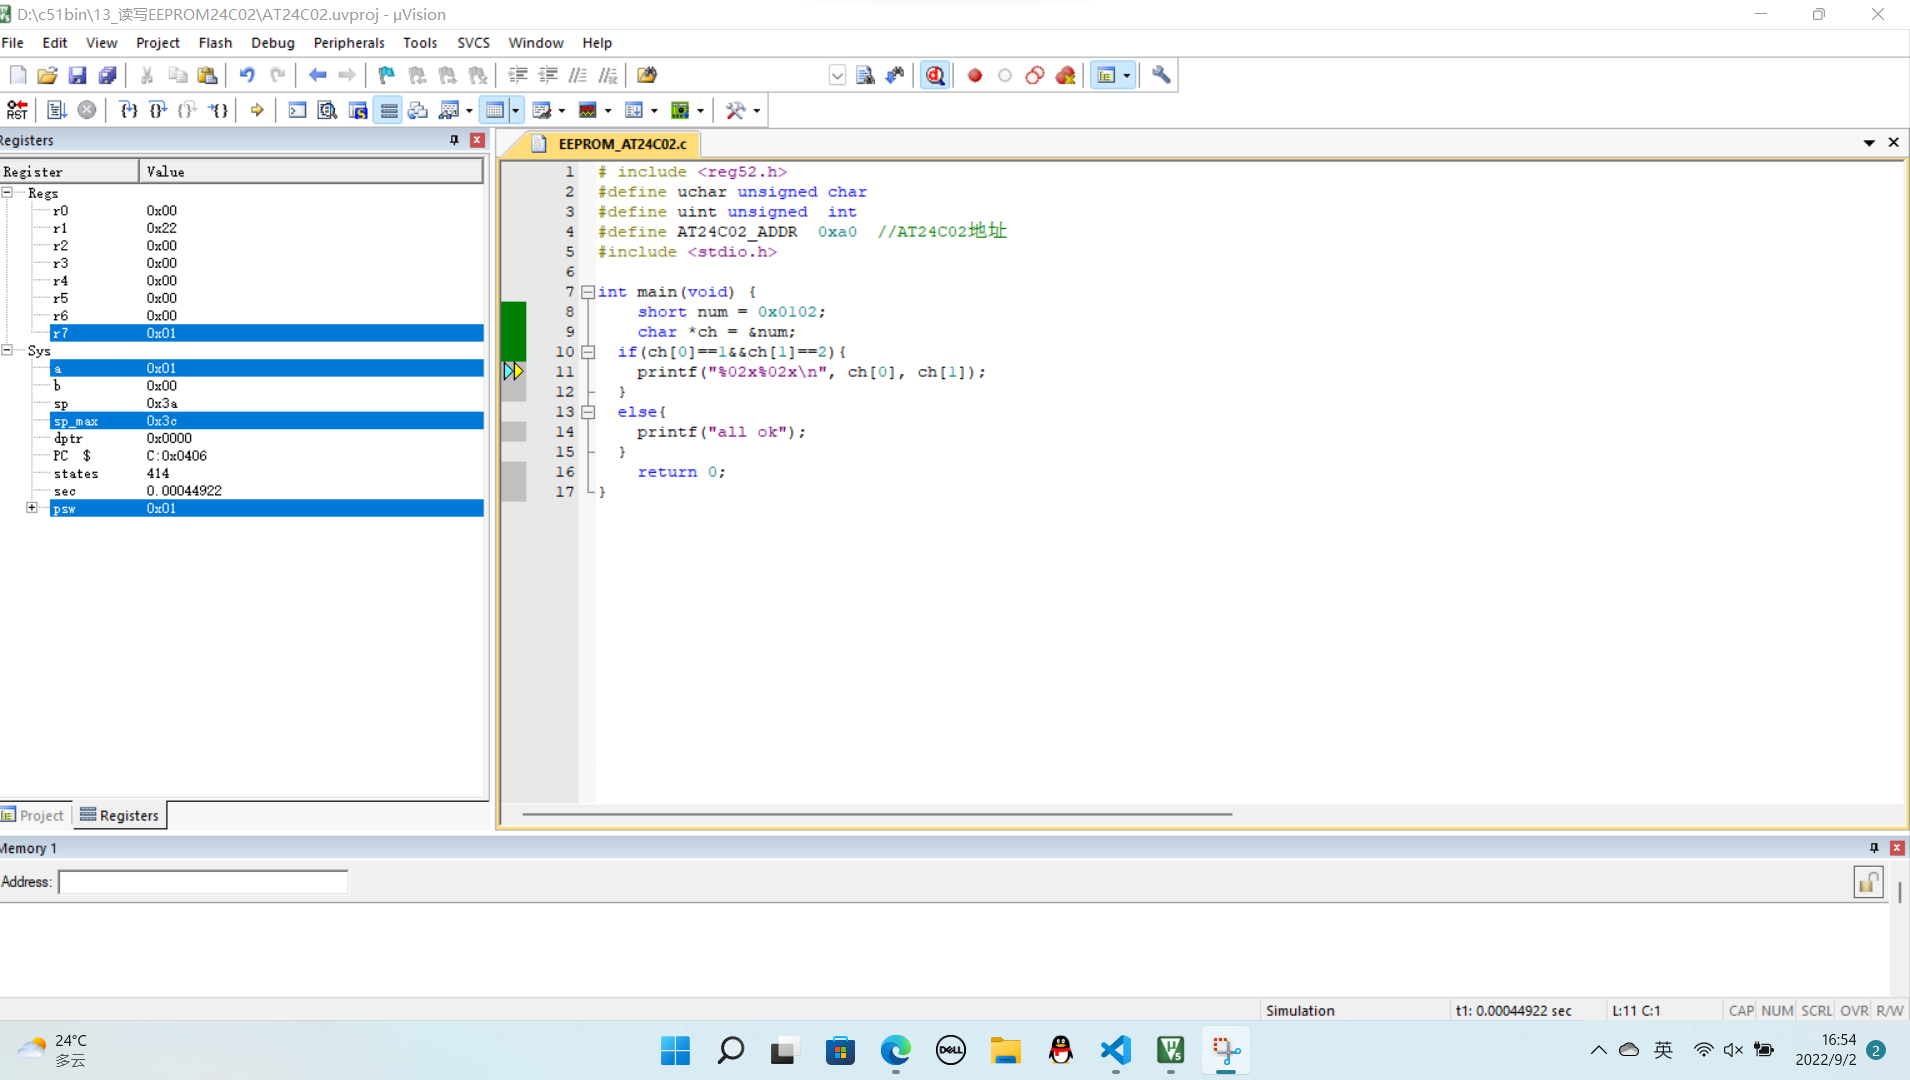 D:\c51bin\13_读写EEPROM24C02\AT24C02.uvproj - µVision
File Edit View Project Flash Debug Peripherals Tools SVCS Window Help
RST
Registers
EEPROM_AT24C02.c
Register Value
Regs
r0 0x00
r1 0x22
r2 0x00
r3 0x00
r4 0x00
r5 0x00
r6 0x00
r7 0x01
Sys
a 0x01
b 0x00
sp 0x3a
sp_max 0x3c
dptr 0x0000
PC $ C:0x0406
states 414
sec 0.00044922
psw 0x01
1 # include <reg52.h>
2 #define uchar unsigned char
3 #define uint unsigned  int
4 #define AT24C02_ADDR  0xa0  //AT24C02地址
5 #include <stdio.h>
6
7 int main(void) {
8     short num = 0x0102;
9     char *ch = &num;
10   if(ch[0]==1&&ch[1]==2){
11     printf("%02x%02x\n", ch[0], ch[1]);
12   }
13   else{
14     printf("all ok");
15   }
16     return 0;
17 }
Project Registers
Memory 1
Address:
Simulation t1: 0.00044922 sec L:11 C:1 CAP NUM SCRL OVR R/W
24°C
多云
DELL
英
16:54
2022/9/2
2